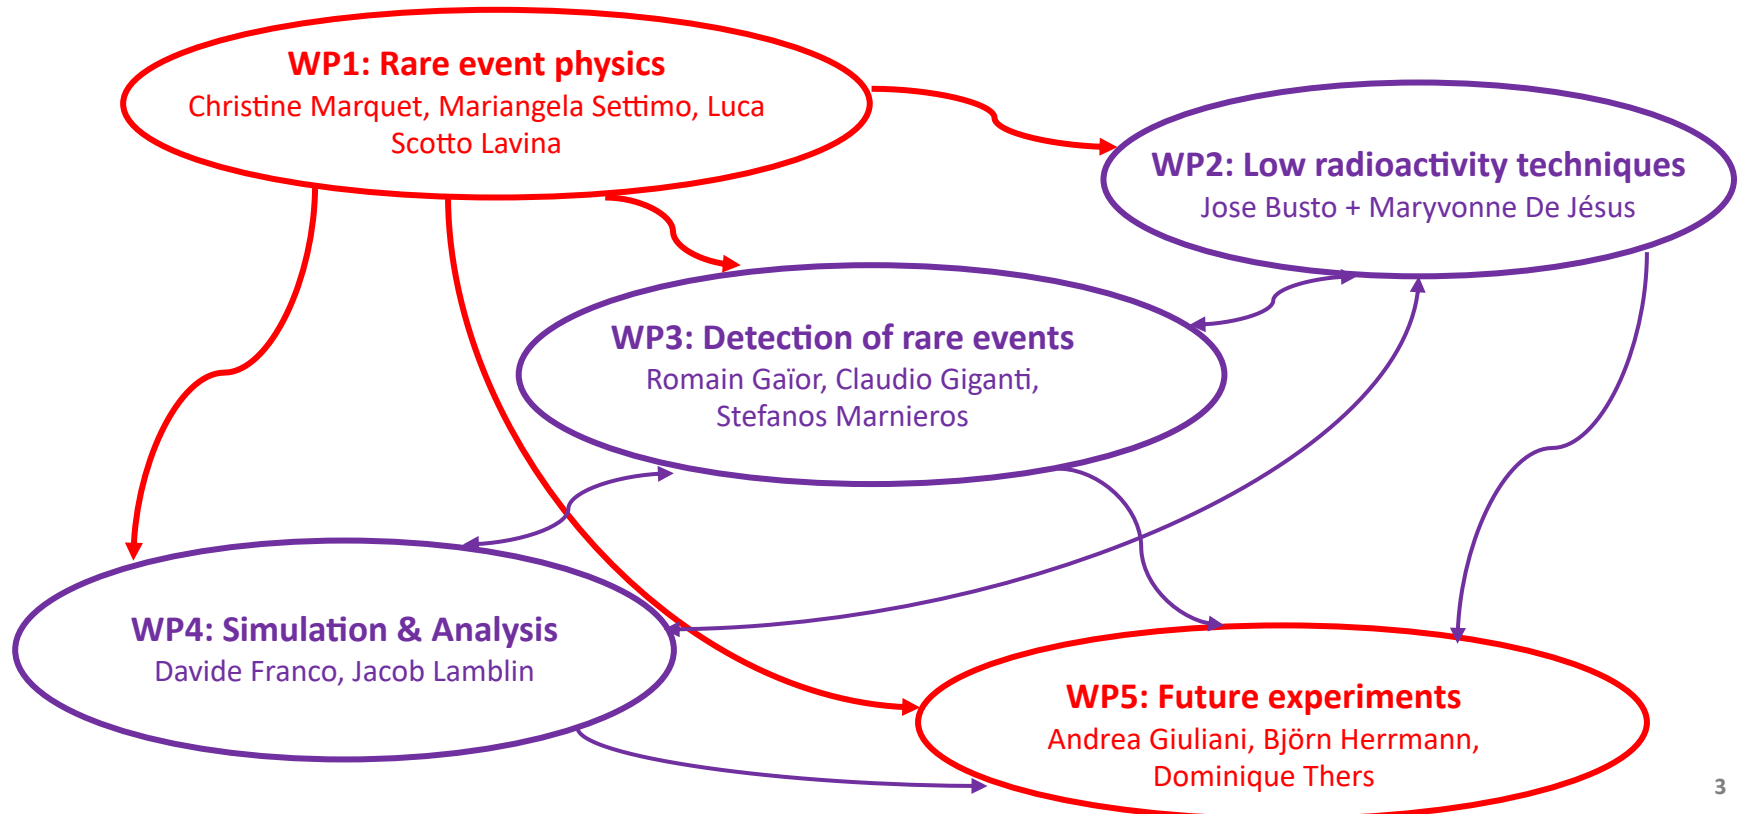 WP1: Rare event physics
Christine Marquet, Mariangela Settimo, Luca
Scotto Lavina
WP2: Low radioactivity techniques
Jose Busto + Maryvonne De Jésus
WP3: Detection of rare events
Romain Gaïor, Claudio Giganti,
Stefanos Marnieros
WP4: Simulation & Analysis
Davide Franco, Jacob Lamblin
WP5: Future experiments
Andrea Giuliani, Björn Herrmann,
Dominique Thers
3